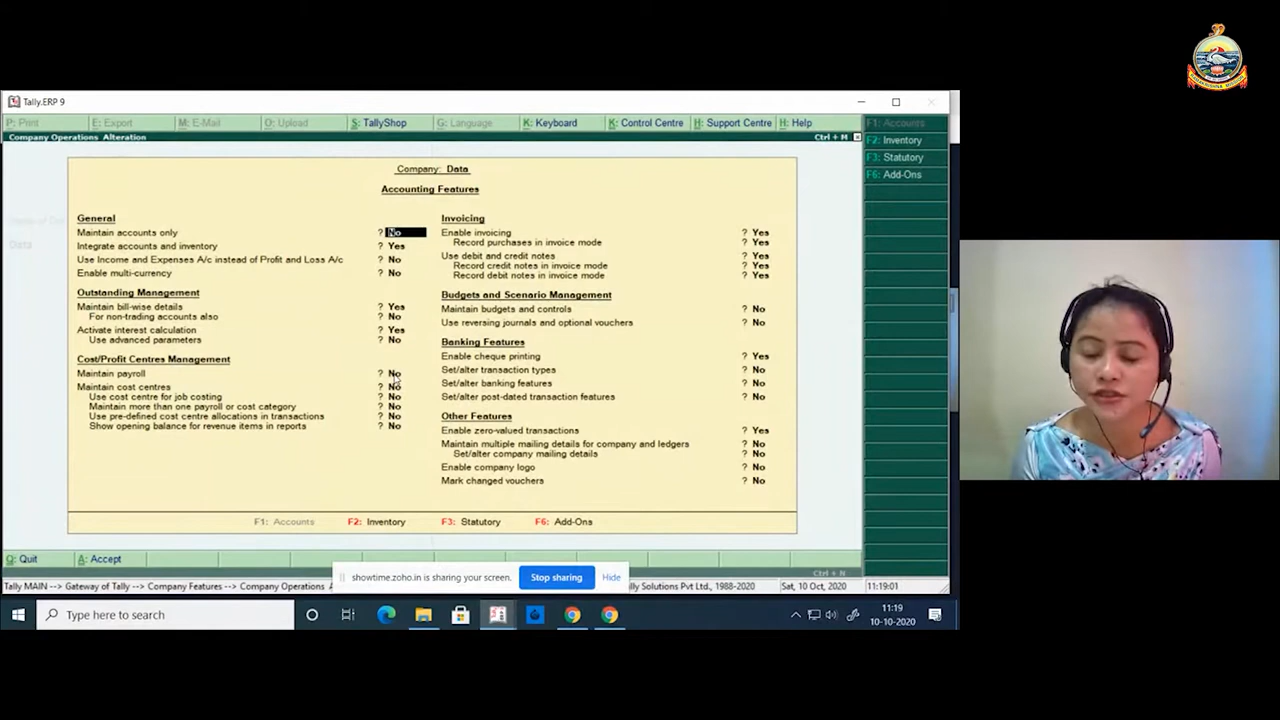 Tally.ERP 9
P: Print E: Export M: E-Mail O: Upload S: TallyShop G: Language K: Keyboard K: Control Centre H: Support Centre H: Help
Company Operations Alteration Ctrl + M
F1: Accounts
F2: Inventory
F3: Statutory
F6: Add-Ons
Company: Data
Accounting Features
General
Maintain accounts only ? No
Integrate accounts and inventory ? Yes
Use Income and Expenses A/c instead of Profit and Loss A/c ? No
Enable multi-currency ? No
Outstanding Management
Maintain bill-wise details ? Yes
For non-trading accounts also ? No
Activate interest calculation ? Yes
Use advanced parameters ? No
Cost/Profit Centres Management
Maintain payroll ? No
Maintain cost centres ? No
Use cost centre for job costing ? No
Maintain more than one payroll or cost category ? No
Use pre-defined cost centre allocations in transactions ? No
Show opening balance for revenue items in reports ? No
Invoicing
Enable invoicing ? Yes
Record purchases in invoice mode ? Yes
Use debit and credit notes ? Yes
Record credit notes in invoice mode ? Yes
Record debit notes in invoice mode ? Yes
Budgets and Scenario Management
Maintain budgets and controls ? No
Use reversing journals and optional vouchers ? No
Banking Features
Enable cheque printing ? Yes
Set/alter transaction types ? No
Set/alter banking features ? No
Set/alter post-dated transaction features ? No
Other Features
Enable zero-valued transactions ? Yes
Maintain multiple mailing details for company and ledgers ? No
Set/alter company mailing details ? No
Enable company logo ? No
Mark changed vouchers ? No
F1: Accounts F2: Inventory F3: Statutory F6: Add-Ons
Q: Quit A: Accept
Ctrl + N
showtime.zoho.in is sharing your screen. Stop sharing Hide
Tally MAIN --> Gateway of Tally --> Company Features --> Company Operations Solutions Pvt Ltd., 1988-2020 Sat, 10 Oct, 2020 11:19:01
Type here to search
11:19
10-10-2020